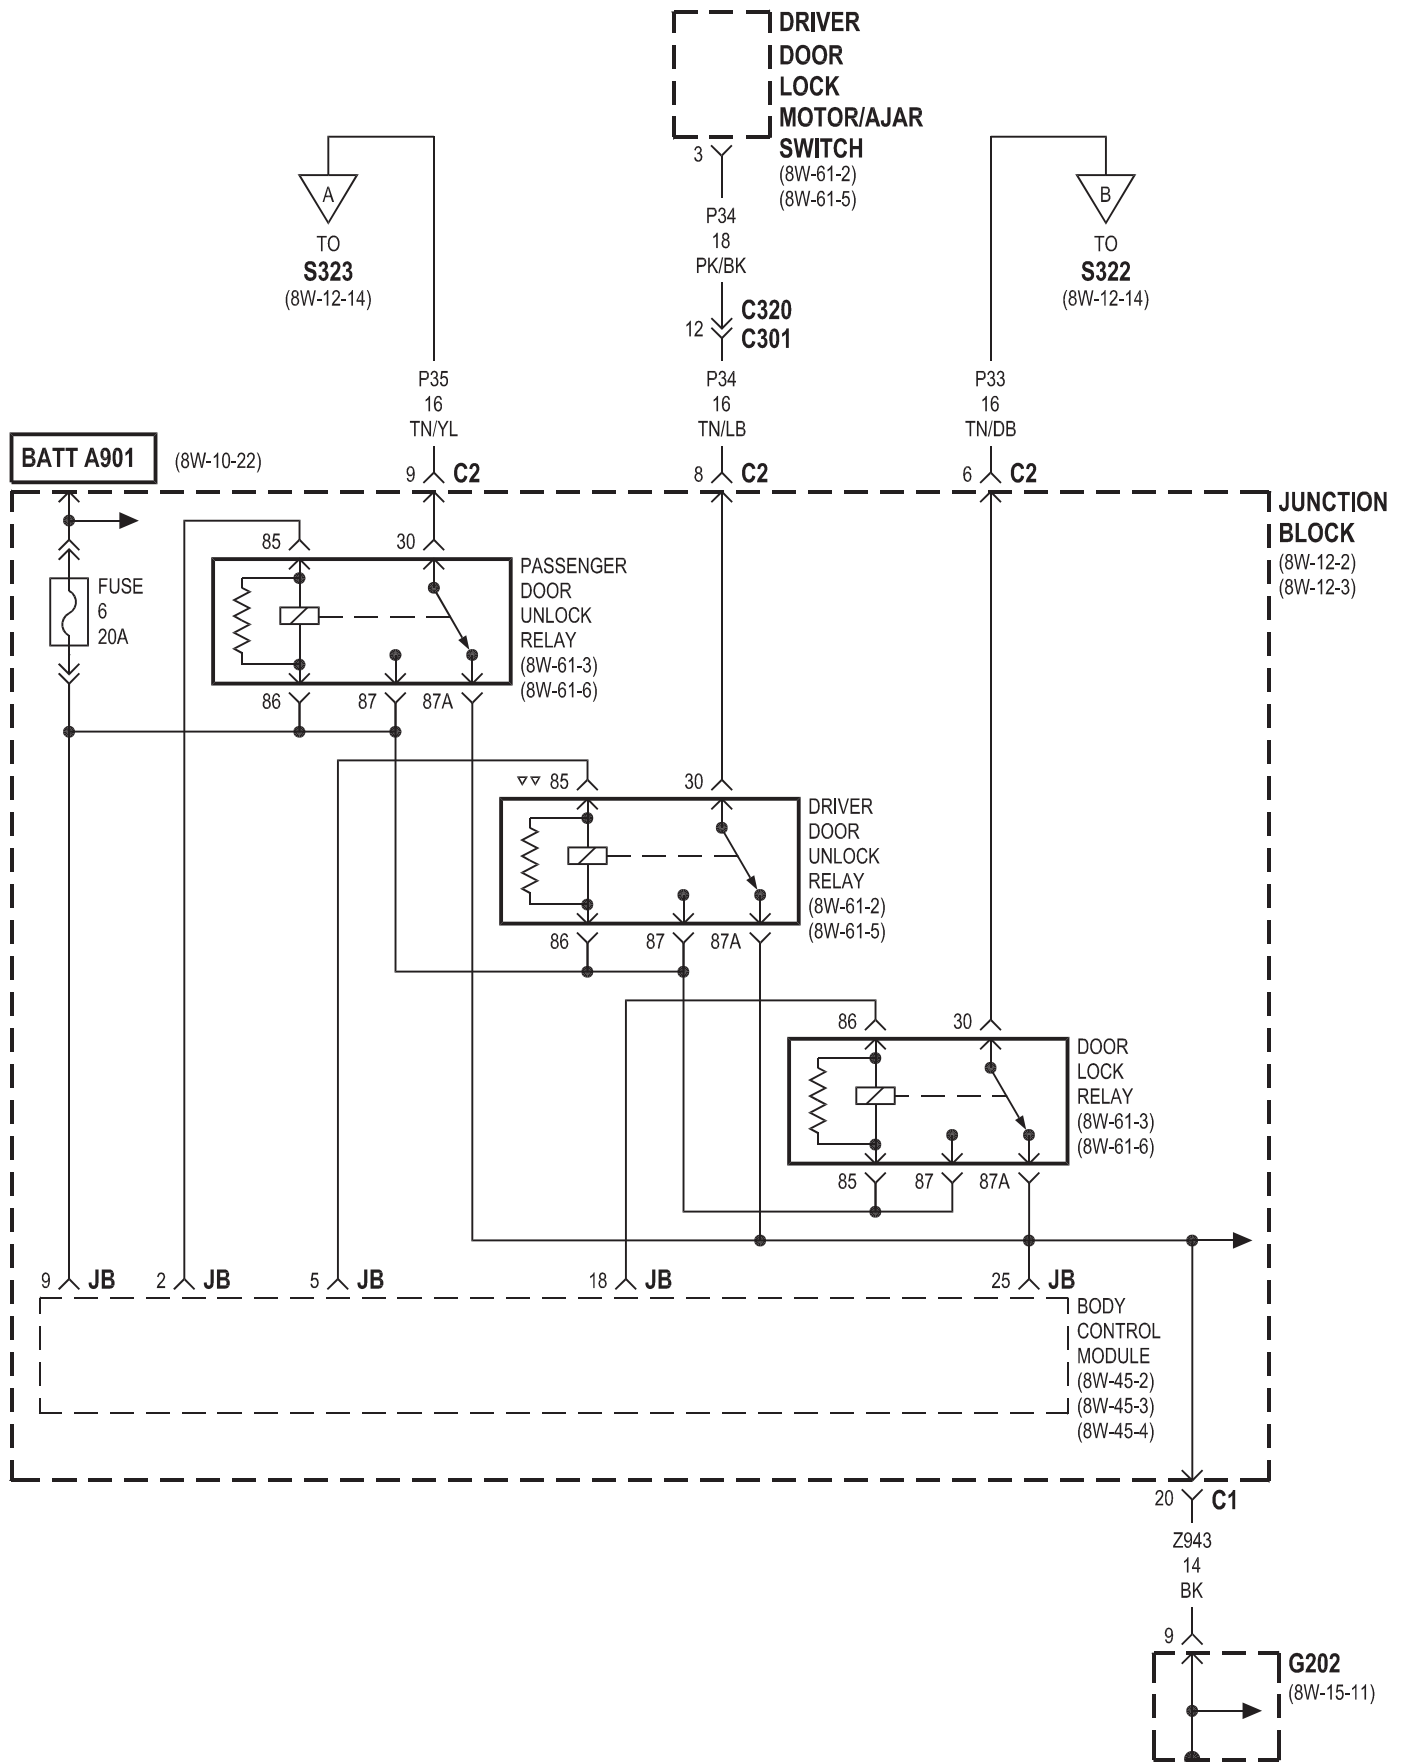 DRIVER
DOOR
LOCK
MOTOR/AJAR
SWITCH
(8W-61-2)
(8W-61-5)
3
P34
18
PK/BK
12
C320
C301
A
TO
S323
(8W-12-14)
B
TO
S322
(8W-12-14)
P35
16
TN/YL
9 C2
P34
16
TN/LB
8 C2
P33
16
TN/DB
6 C2
BATT A901 (8W-10-22)
JUNCTION
BLOCK
(8W-12-2)
(8W-12-3)
FUSE
6
20A
85 30
PASSENGER
DOOR
UNLOCK
RELAY
(8W-61-3)
(8W-61-6)
86 87 87A
85 30
DRIVER
DOOR
UNLOCK
RELAY
(8W-61-2)
(8W-61-5)
86 87 87A
86 30
DOOR
LOCK
RELAY
(8W-61-3)
(8W-61-6)
85 87 87A
9 JB 2 JB 5 JB 18 JB 25 JB
BODY
CONTROL
MODULE
(8W-45-2)
(8W-45-3)
(8W-45-4)
20 C1
Z943
14
BK
9
G202
(8W-15-11)